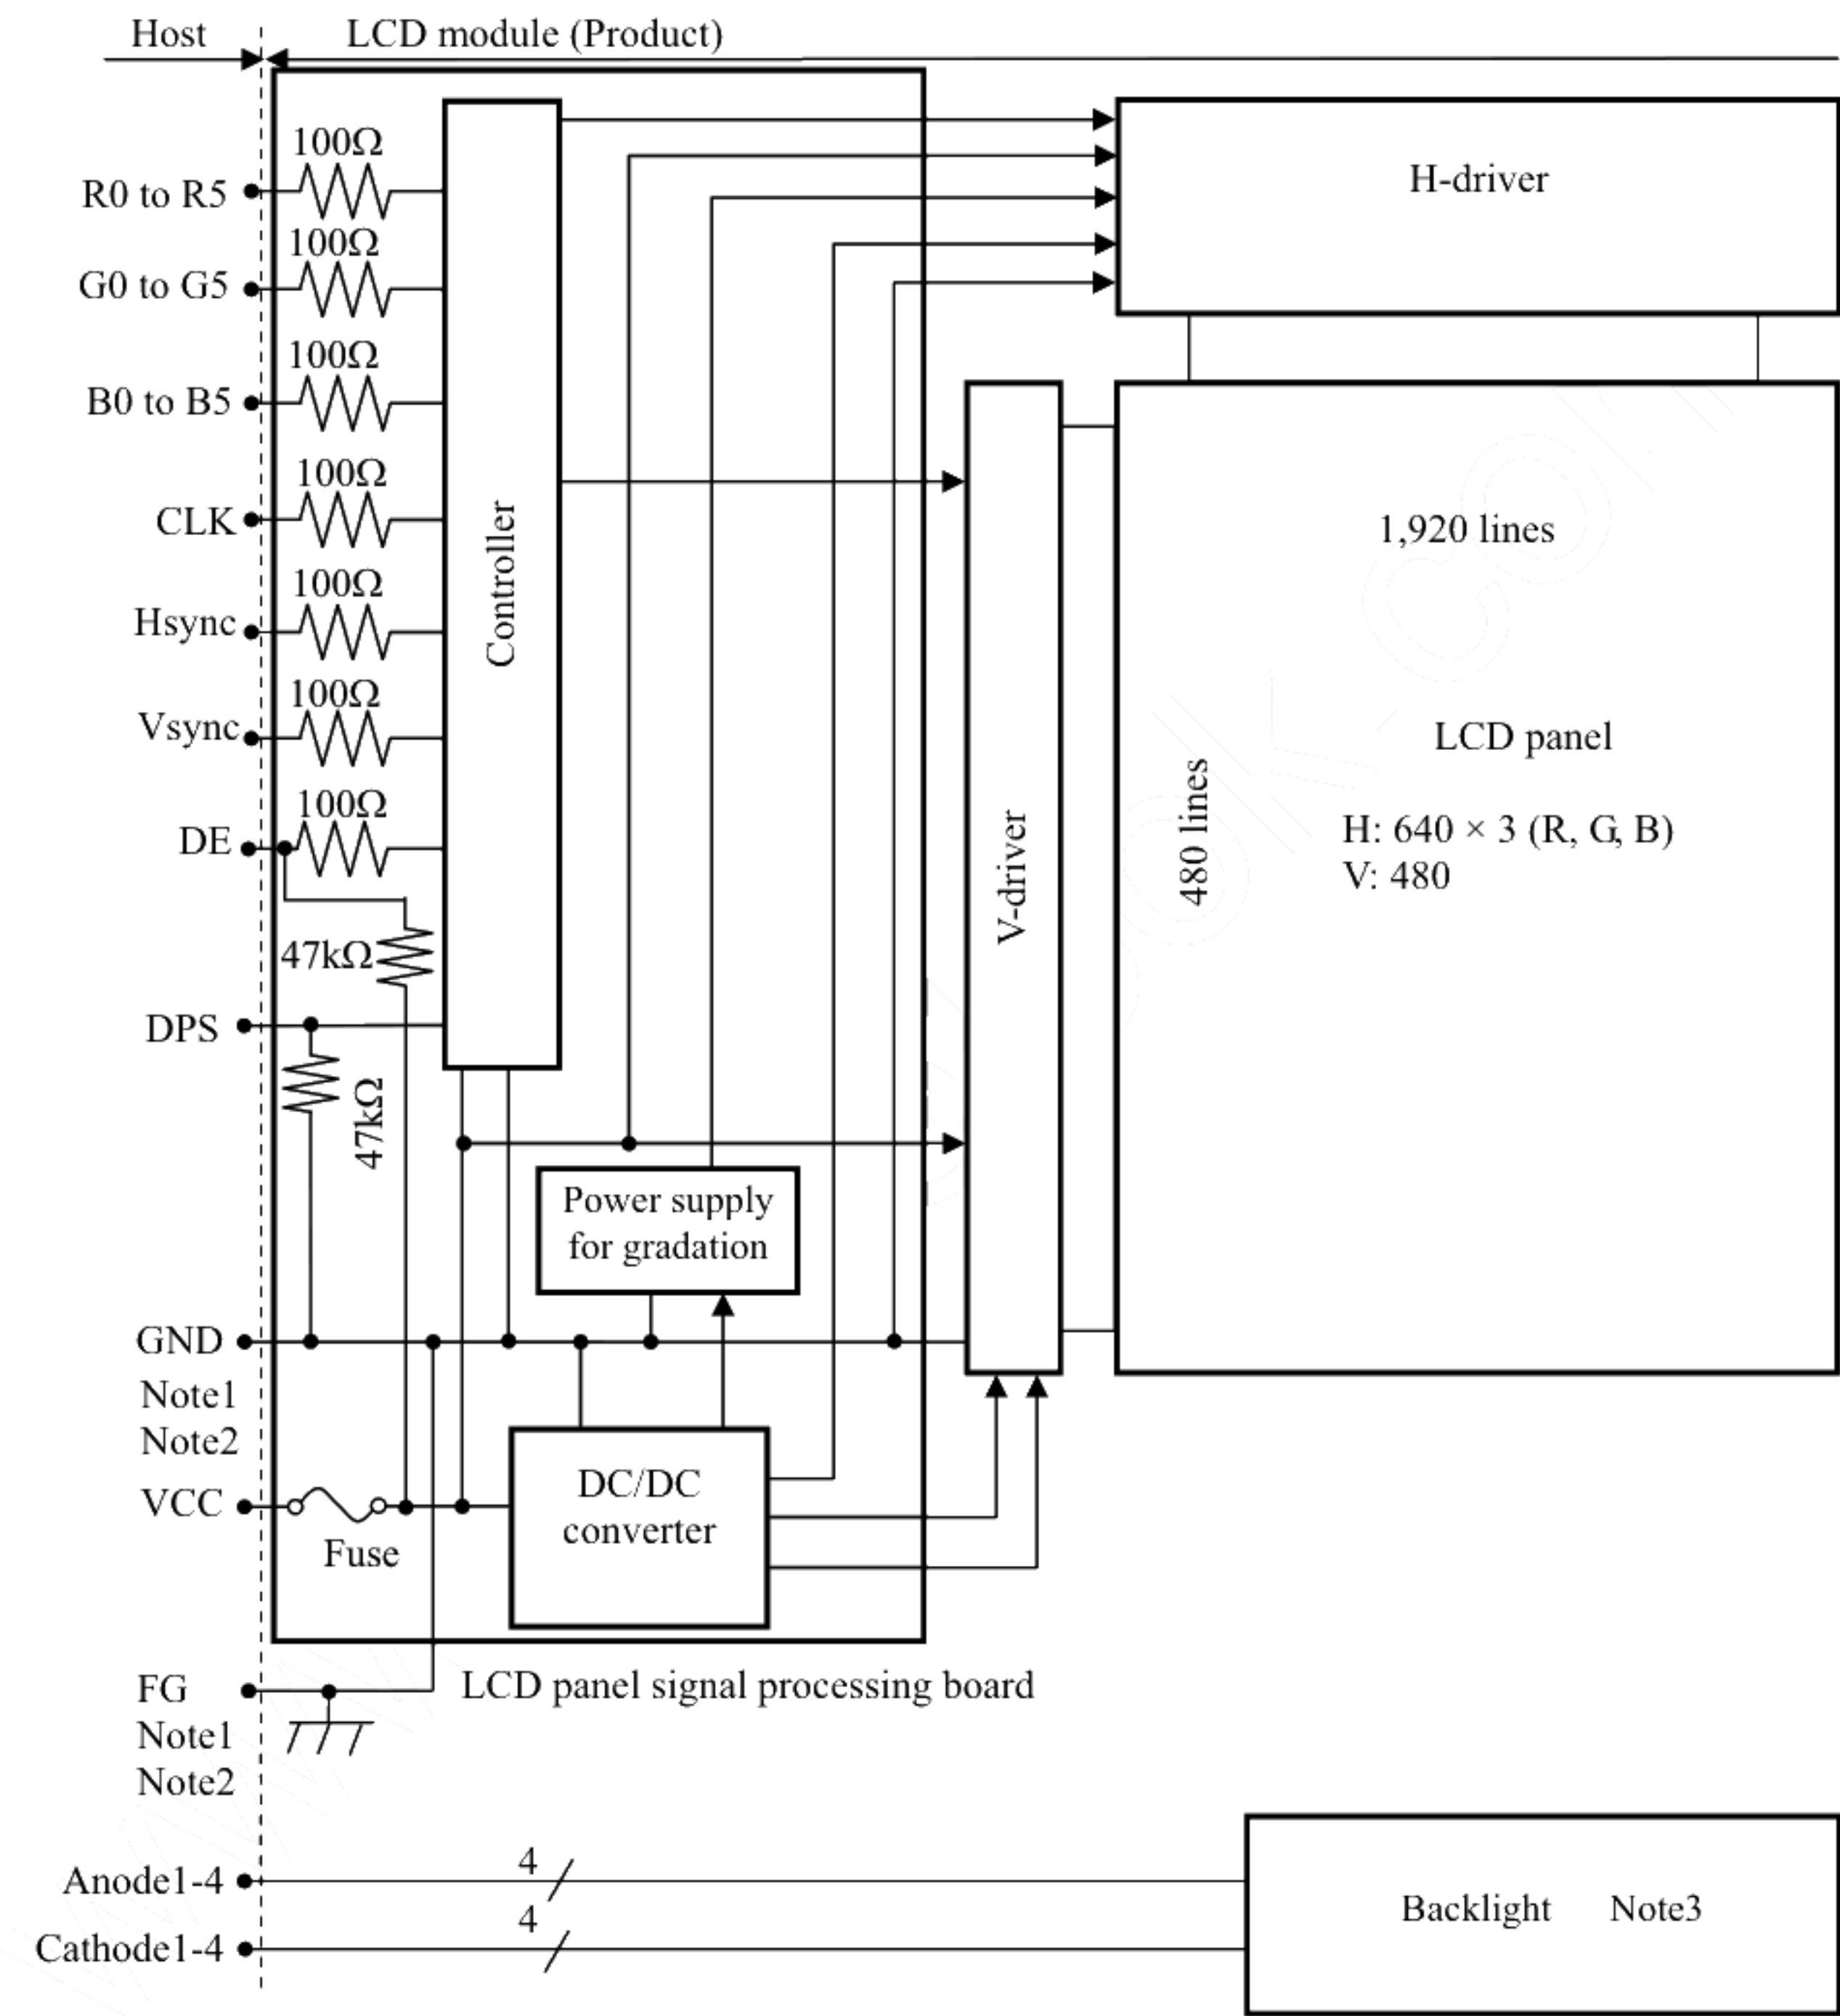 Host
LCD module (Product)
100Ω
R0 to R5
100Ω
G0 to G5
100Ω
B0 to B5
100Ω
CLK
100Ω
Hsync
100Ω
Vsync
100Ω
DE
47kΩ
DPS
47kΩ
Controller
H-driver
V-driver
1,920 lines
480 lines
LCD panel
H: 640 × 3 (R, G, B)
V: 480
Power supply
for gradation
GND
Note1
Note2
VCC
Fuse
DC/DC
converter
FG
Note1
Note2
LCD panel signal processing board
Anode1-4
4
Cathode1-4
4
Backlight Note3